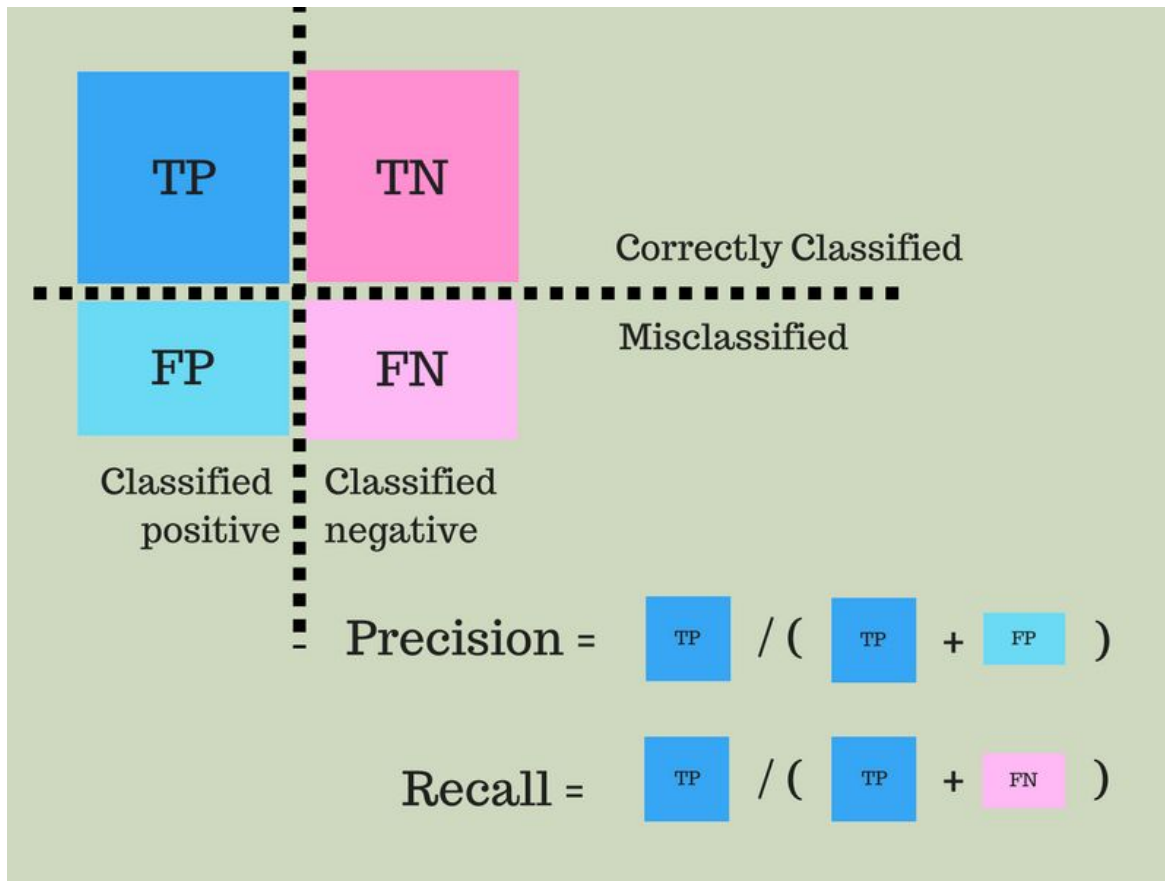 TP TN
Correctly Classified
Misclassified
FP FN
Classified positive
Classified negative
Precision = TP / ( TP + FP )
Recall = TP / ( TP + FN )